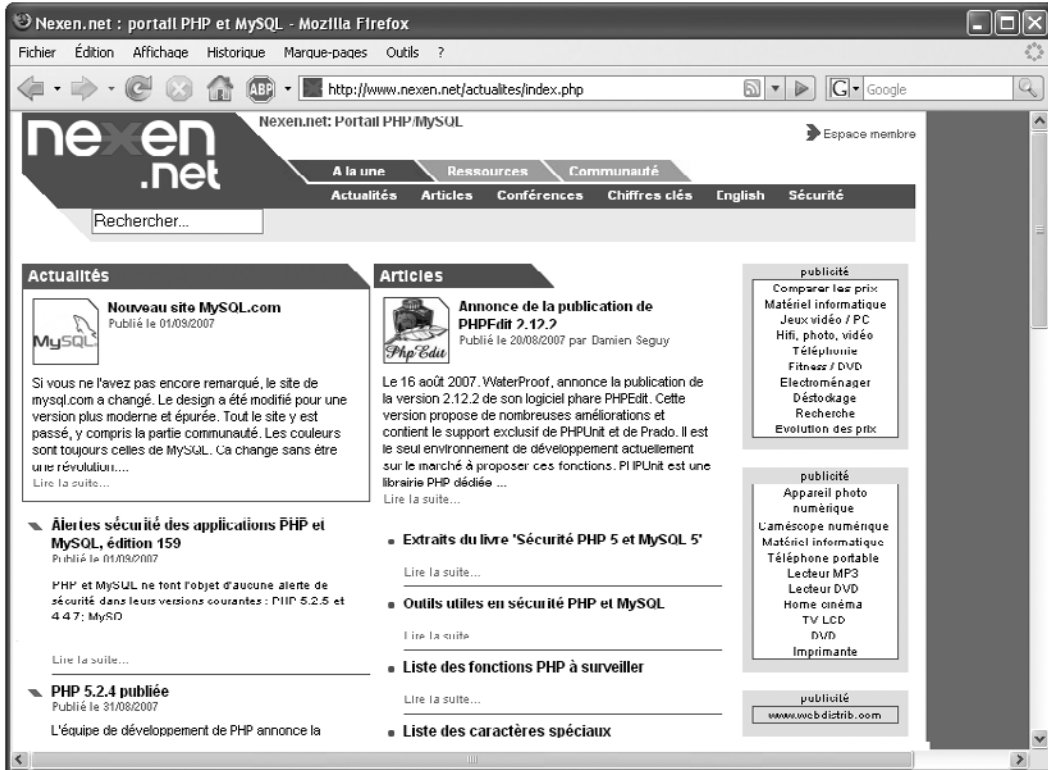 Nexen.net : portail PHP et MySQL - Mozilla Firefox
Fichier Édition Affichage Historique Marque-pages Outils ?
ABP http://www.nexen.net/actualites/index.php G Google
nexen
.net
Nexen.net: Portail PHP/MySQL
Espace membre
A la une Ressources Communauté
Actualités Articles Conférences Chiffres clés English Sécurité
Rechercher...
Actualités
MySQL
Nouveau site MySQL.com
Publié le 01/09/2007
Si vous ne l'avez pas encore remarqué, le site de
mysql.com a changé. Le design a été modifié pour une
version plus moderne et épurée. Tout le site y est
passé, y compris la partie communauté. Les couleurs
sont toujours celles de MySQL. Ca change sans être
une révolution....
Lire la suite...
Alertes sécurité des applications PHP et
MySQL, édition 159
Publié le 01/09/2007
PHP et MySQL ne font l'objet d'aucune alerte de
sécurité dans leurs versions courantes : PHP 5.2.5 et
4.4.7; MySQ
Lire la suite...
PHP 5.2.4 publiée
Publié le 31/08/2007
L'équipe de développement de PHP annonce la
Articles
Php Edit
Annonce de la publication de
PHPEdit 2.12.2
Publié le 20/08/2007 par Damien Seguy
Le 16 août 2007. WaterProof, annonce la publication de
la version 2.12.2 de son logiciel phare PHPEdit. Cette
version propose de nombreuses améliorations et
contient le support exclusif de PHPUnit et de Prado. Il est
le seul environnement de développement actuellement
sur le marché à proposer ces fonctions. PHPUnit est une
librairie PHP dédiée ...
Lire la suite...
Extraits du livre 'Sécurité PHP 5 et MySQL 5'
Lire la suite...
Outils utiles en sécurité PHP et MySQL
Lire la suite
Liste des fonctions PHP à surveiller
Lire la suite...
Liste des caractères spéciaux
publicité
Comparer les prix
Matériel informatique
Jeux vidéo / PC
Hifi, photo, vidéo
Téléphonie
Fitness / DVD
Electroménager
Déstockage
Recherche
Evolution des prix
publicité
Appareil photo
numérique
Caméscope numérique
Matériel informatique
Téléphone portable
Lecteur MP3
Lecteur DVD
Home cinéma
TV LCD
DVD
Imprimante
publicité
www.webdistrib.com